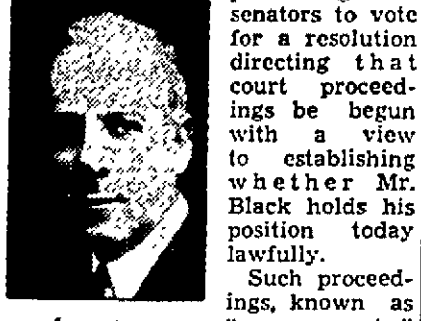 senators to vote
for a resolution
directing that
court proceed-
ings be begun
with a view
to establishing
whether Mr.
Black holds his
position today
lawfully.
Such proceed-
ings, known as